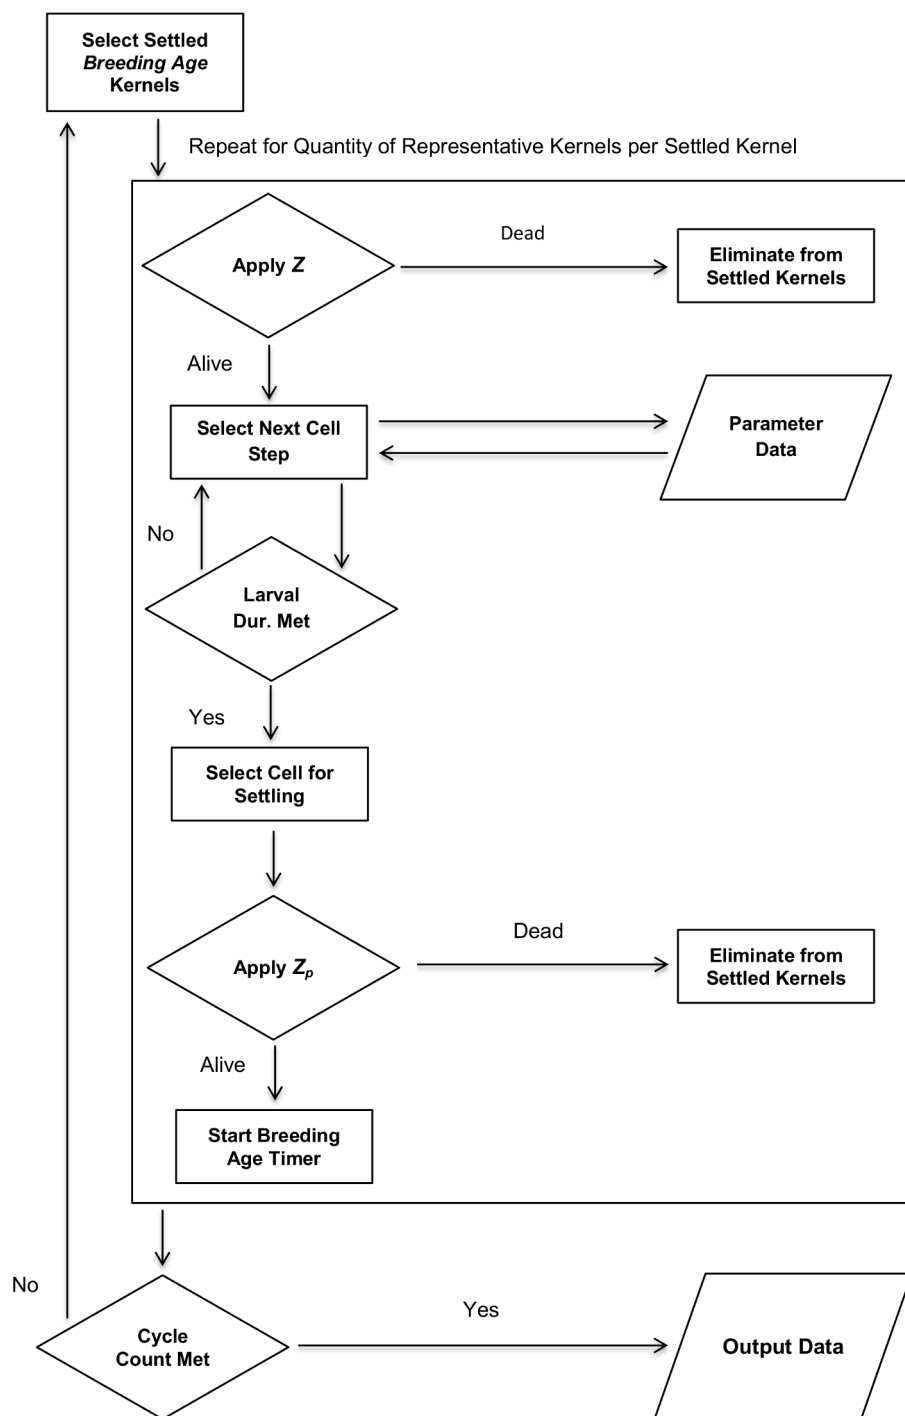 Select Settled
Breeding Age
Kernels
Repeat for Quantity of Representative Kernels per Settled Kernel
Apply Z
Dead
Eliminate from
Settled Kernels
Alive
Select Next Cell
Step
Parameter
Data
No
Larval
Dur. Met
Yes
Select Cell for
Settling
Apply Zp
Dead
Eliminate from
Settled Kernels
Alive
Start Breeding
Age Timer
No
Cycle
Count Met
Yes
Output Data